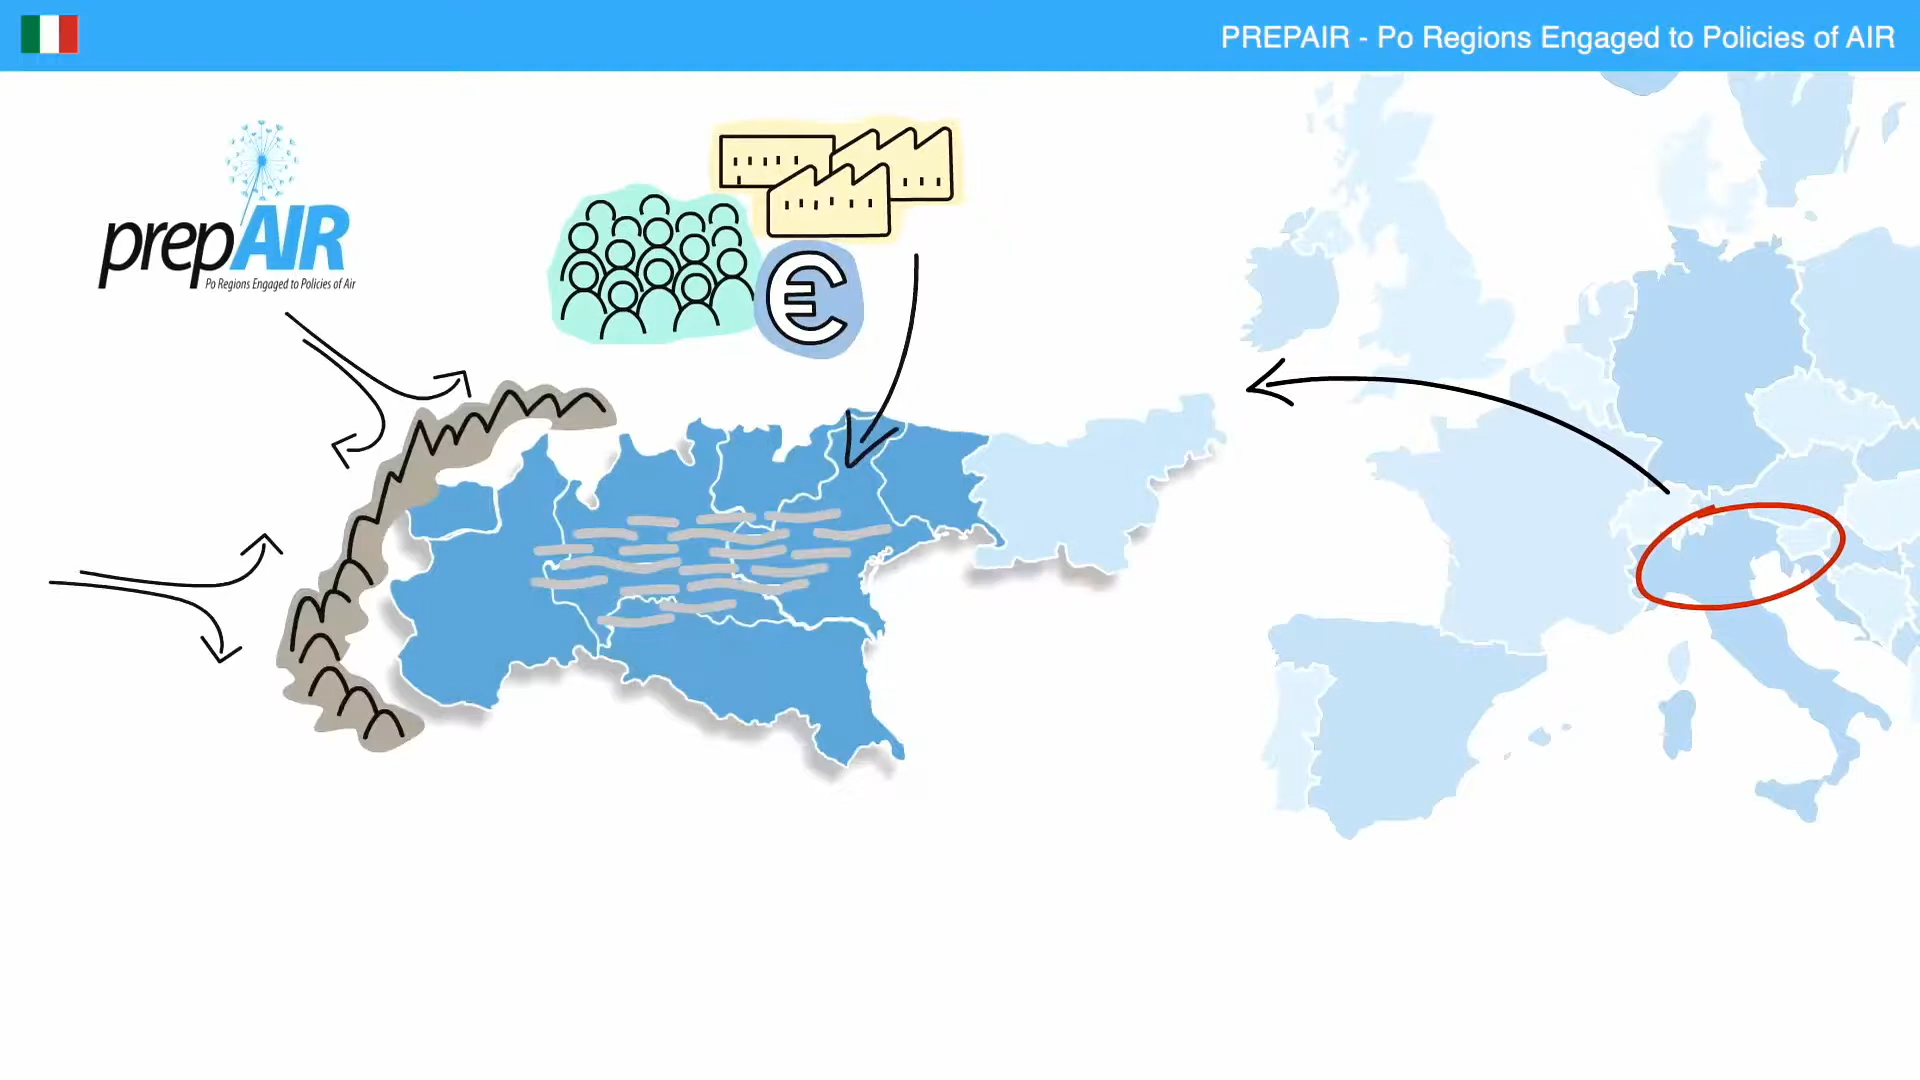 PREPAIR - Po Regions Engaged to Policies of AIR
prepAIR
Po Regions Engaged to Policies of Air
€